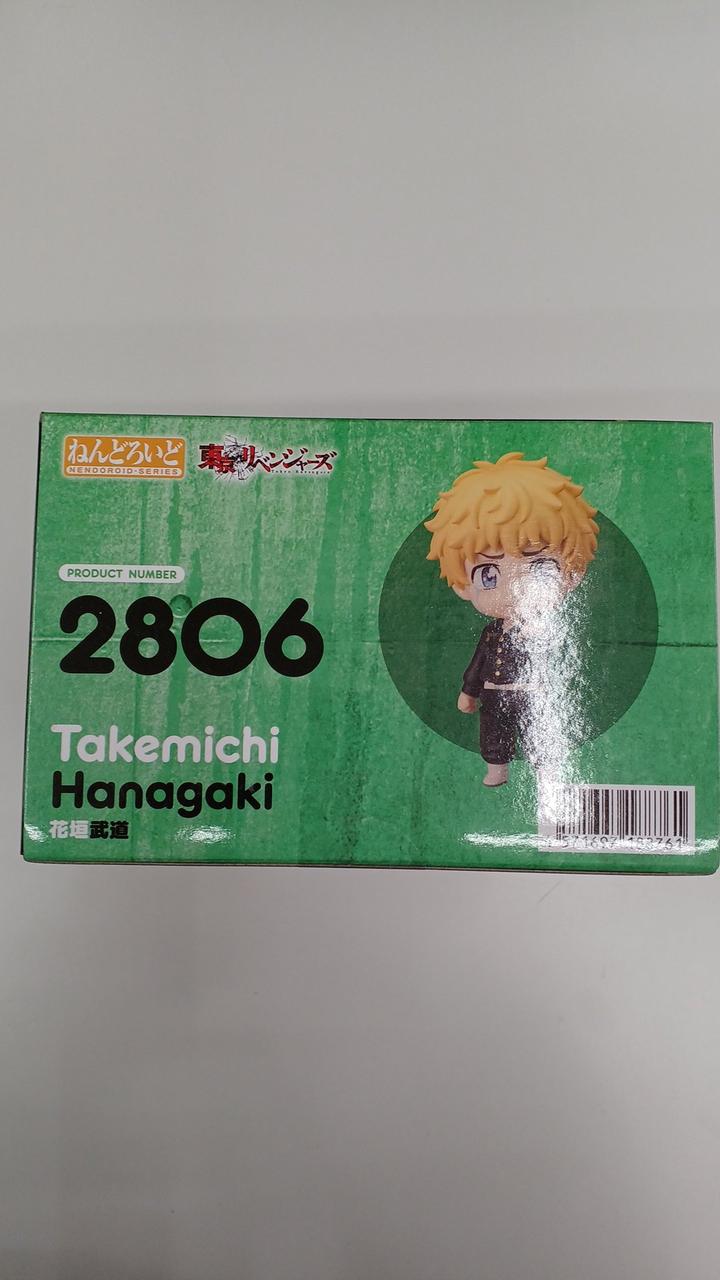 ねんどろいど
NENDOROID-SERIES
東京リベンジャーズ
PRODUCT NUMBER
2806
Takemichi
Hanagaki
花垣武道